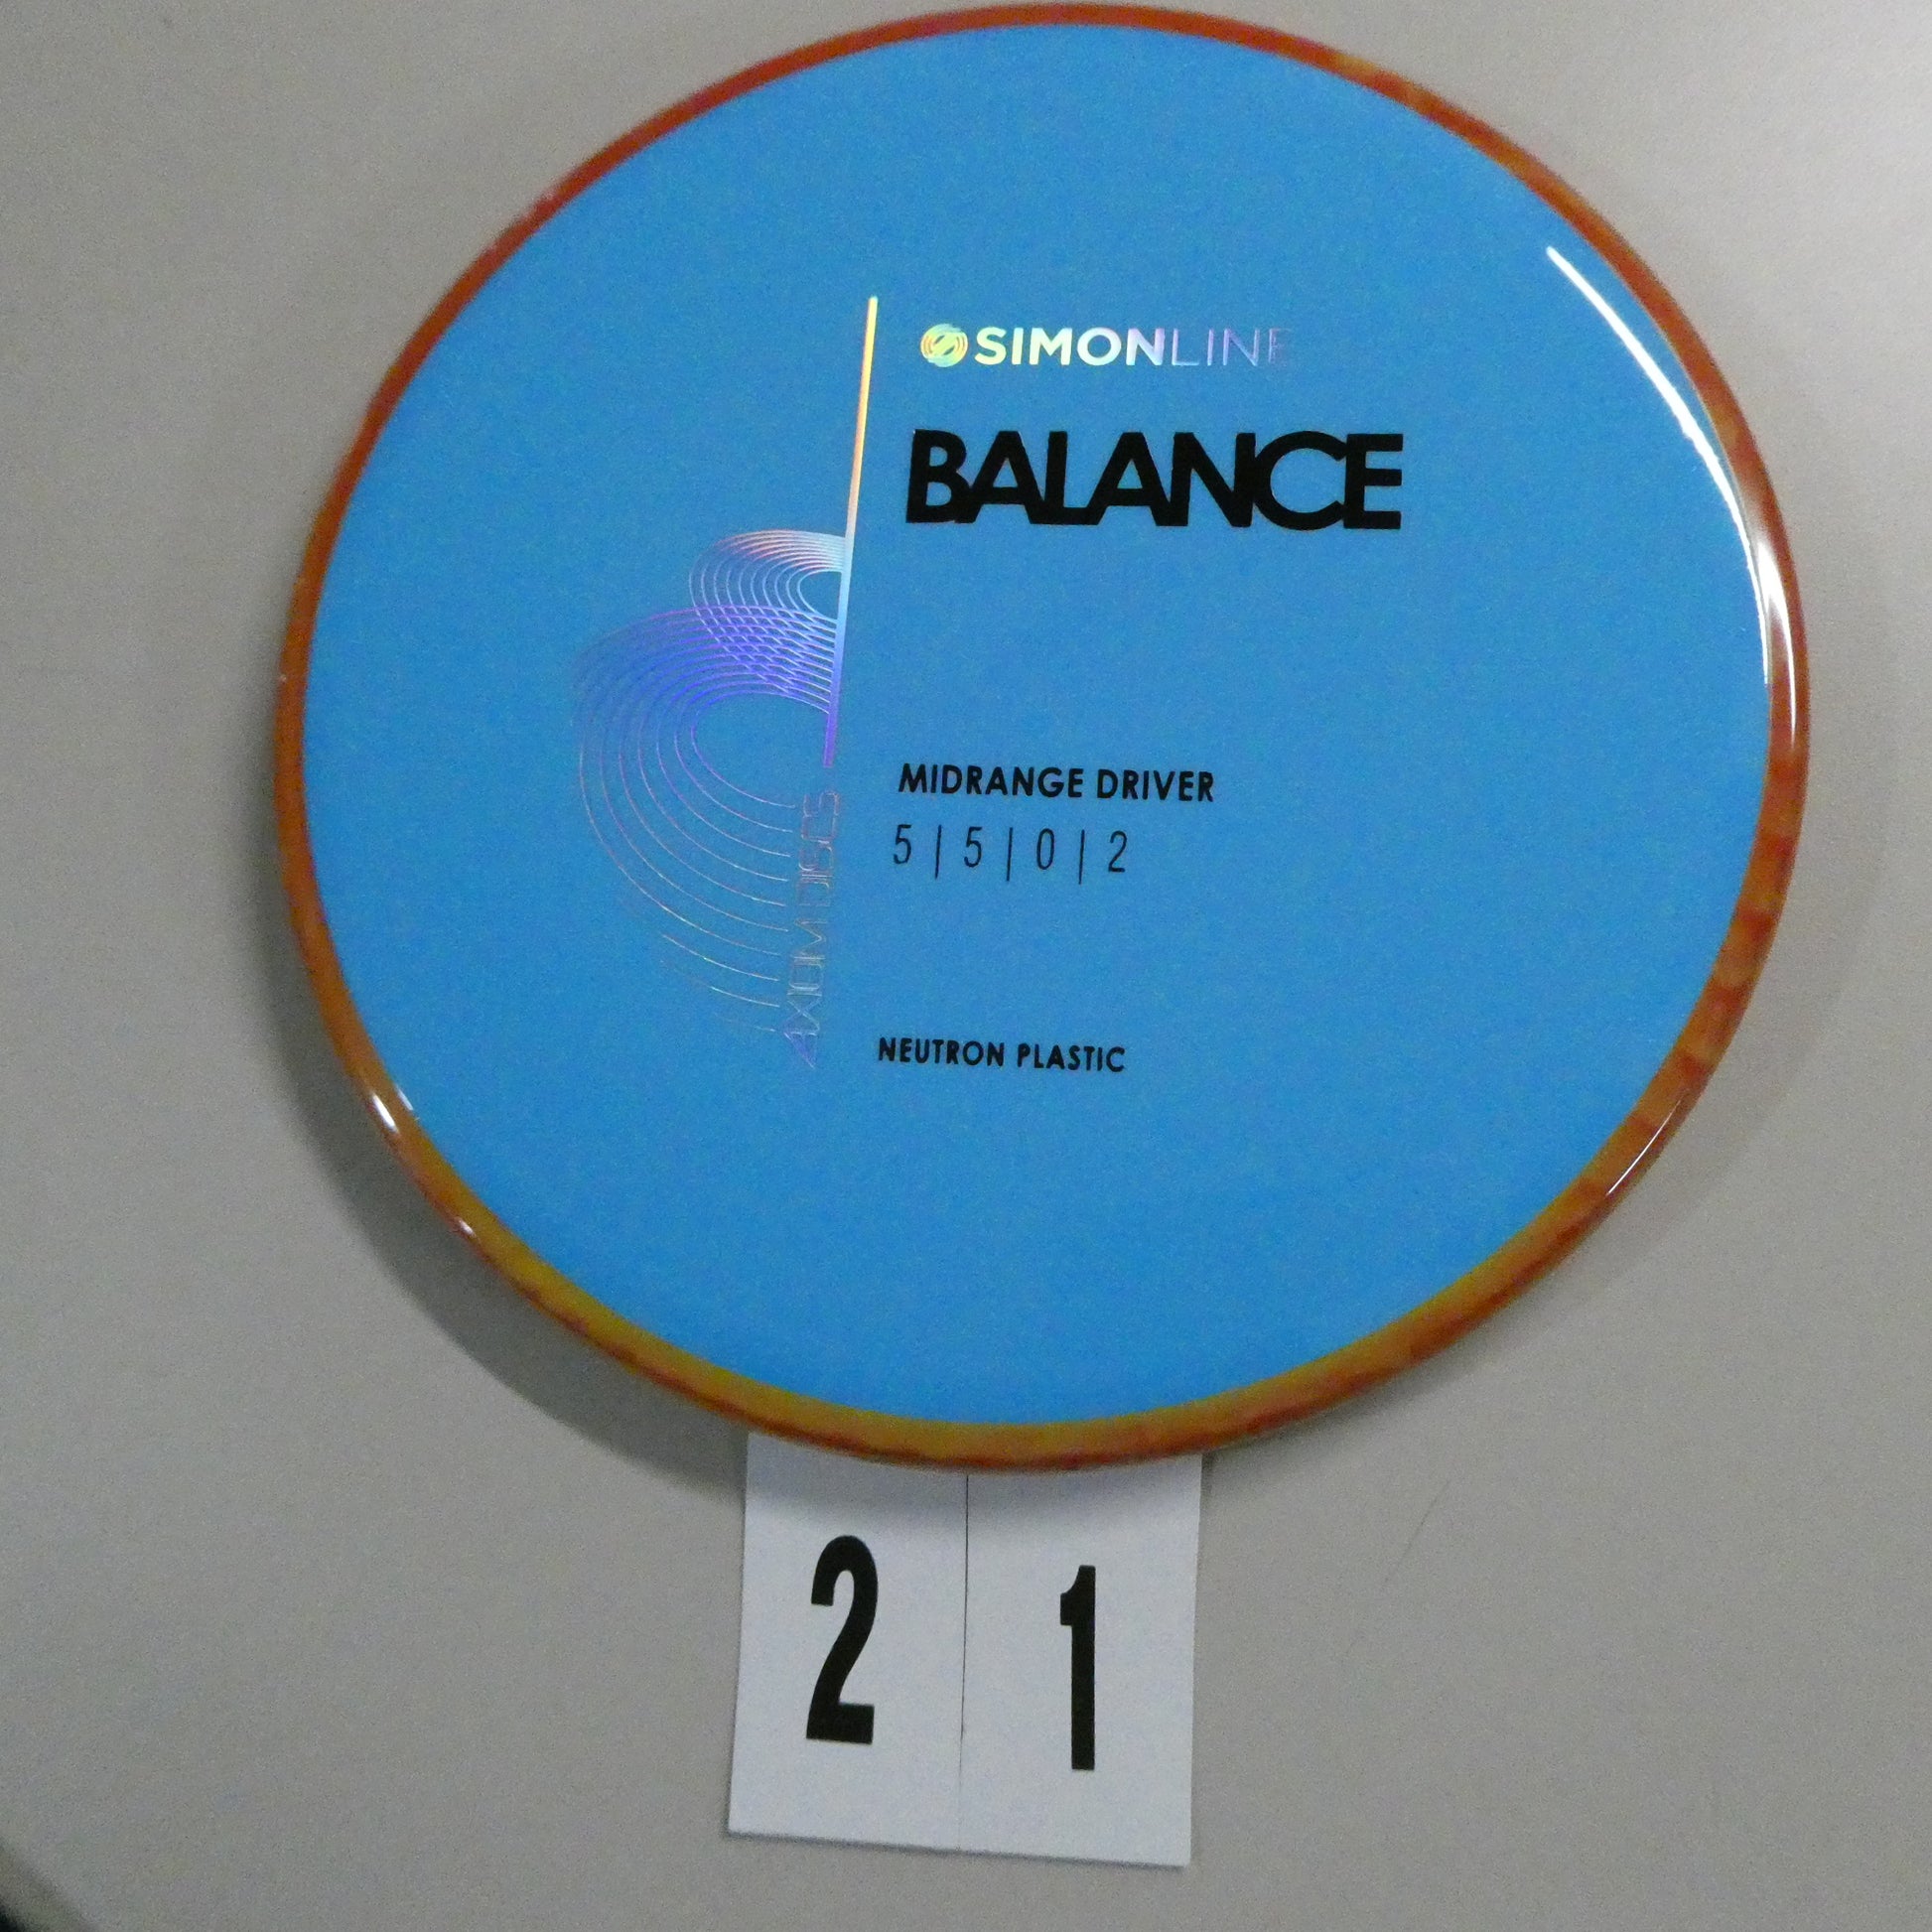 SIMONLINE
BALANCE
MIDRANGE DRIVER
5 | 5 | 0 | 2
AXIOM DISCS
NEUTRON PLASTIC
2 1